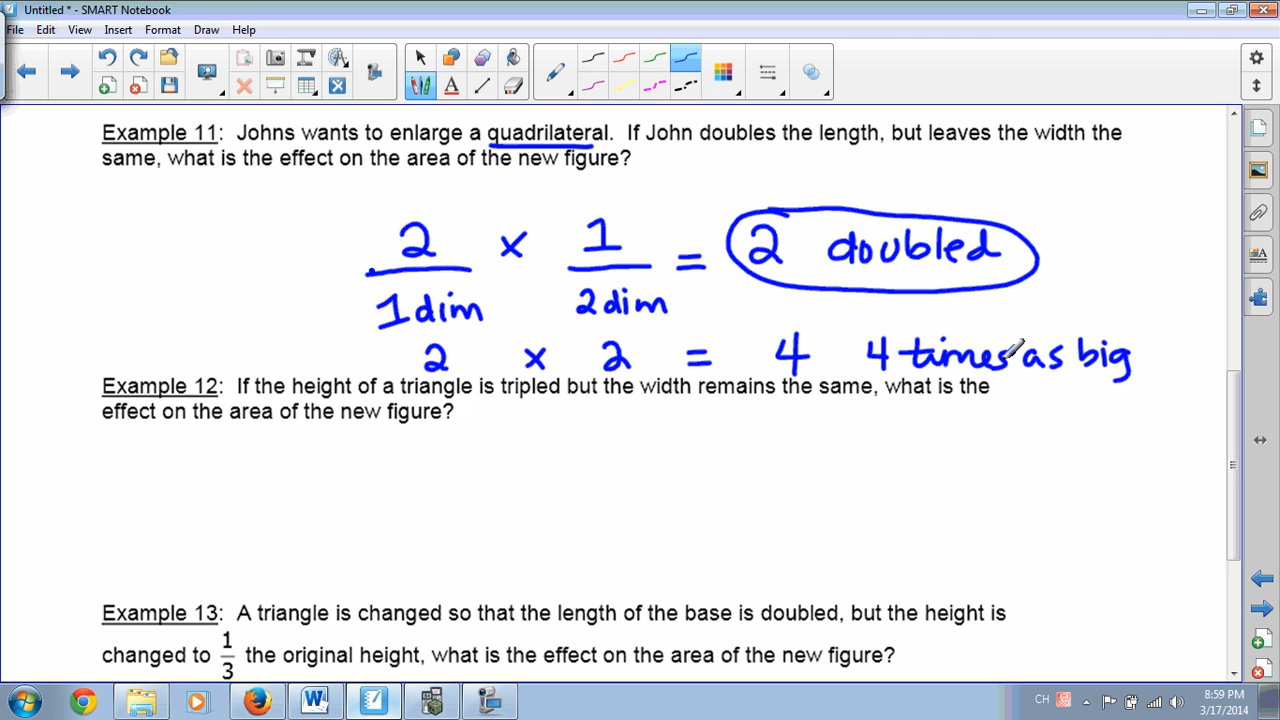 Untitled * - SMART Notebook
File Edit View Insert Format Draw Help
Example 11: Johns wants to enlarge a quadrilateral. If John doubles the length, but leaves the width the
same, what is the effect on the area of the new figure?
2 x 1 = 2 doubled
1dim 2dim
2 x 2 = 4 4 times as big
Example 12: If the height of a triangle is tripled but the width remains the same, what is the
effect on the area of the new figure?
Example 13: A triangle is changed so that the length of the base is doubled, but the height is
changed to 1/3 the original height, what is the effect on the area of the new figure?
CH
8:59 PM
3/17/2014